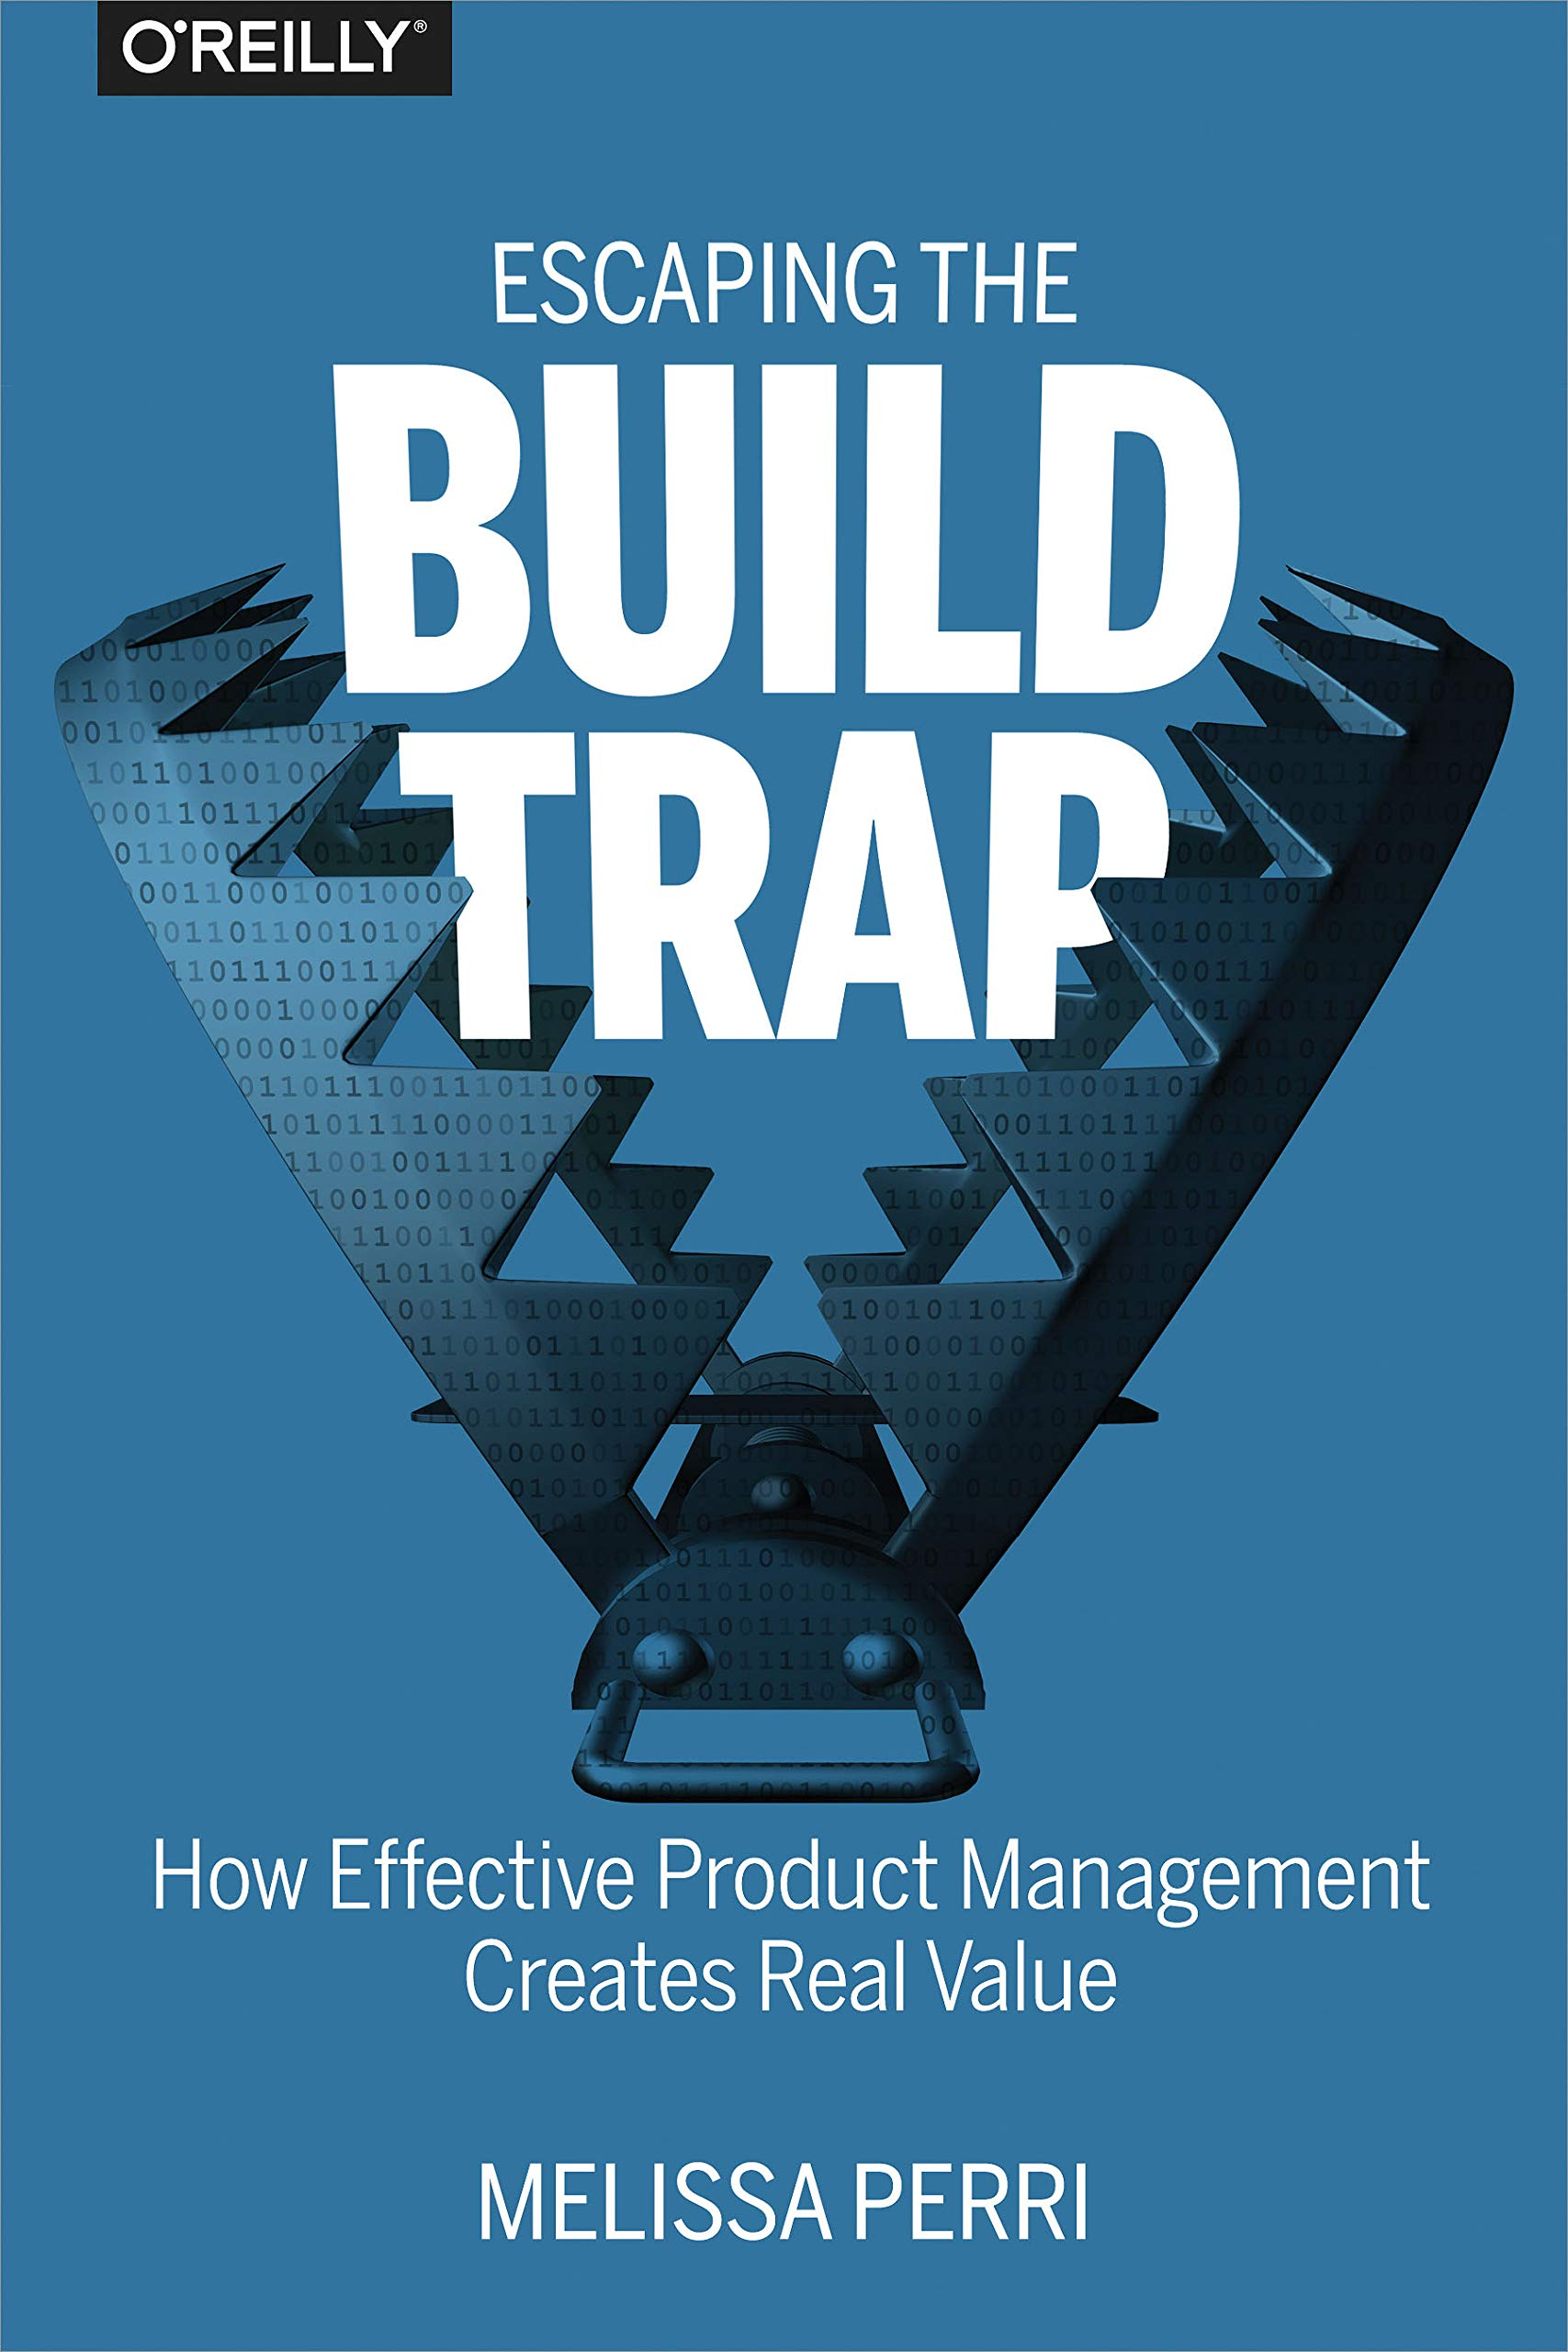 O'REILLY®
ESCAPING THE
BUILD
TRAP
How Effective Product Management
Creates Real Value
MELISSA PERRI